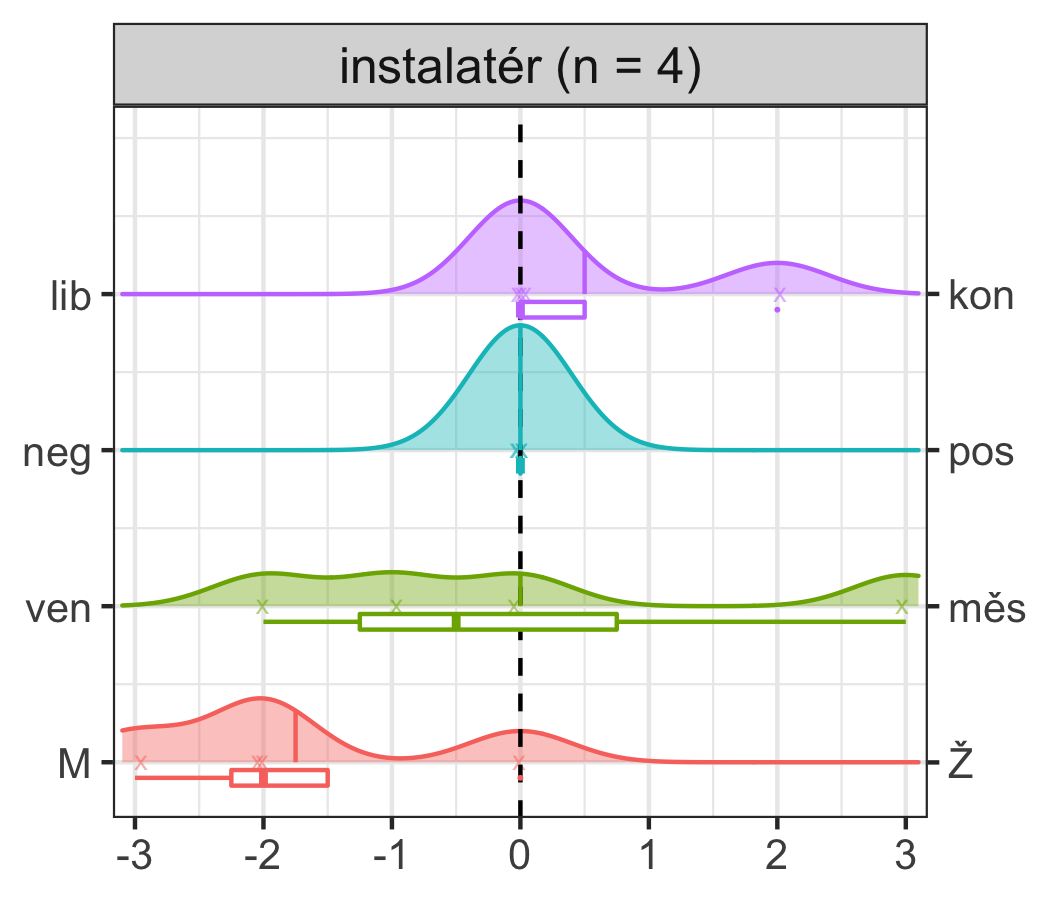 instalatér (n = 4)
lib kon
neg pos
ven měs
M Ž
-3 -2 -1 0 1 2 3